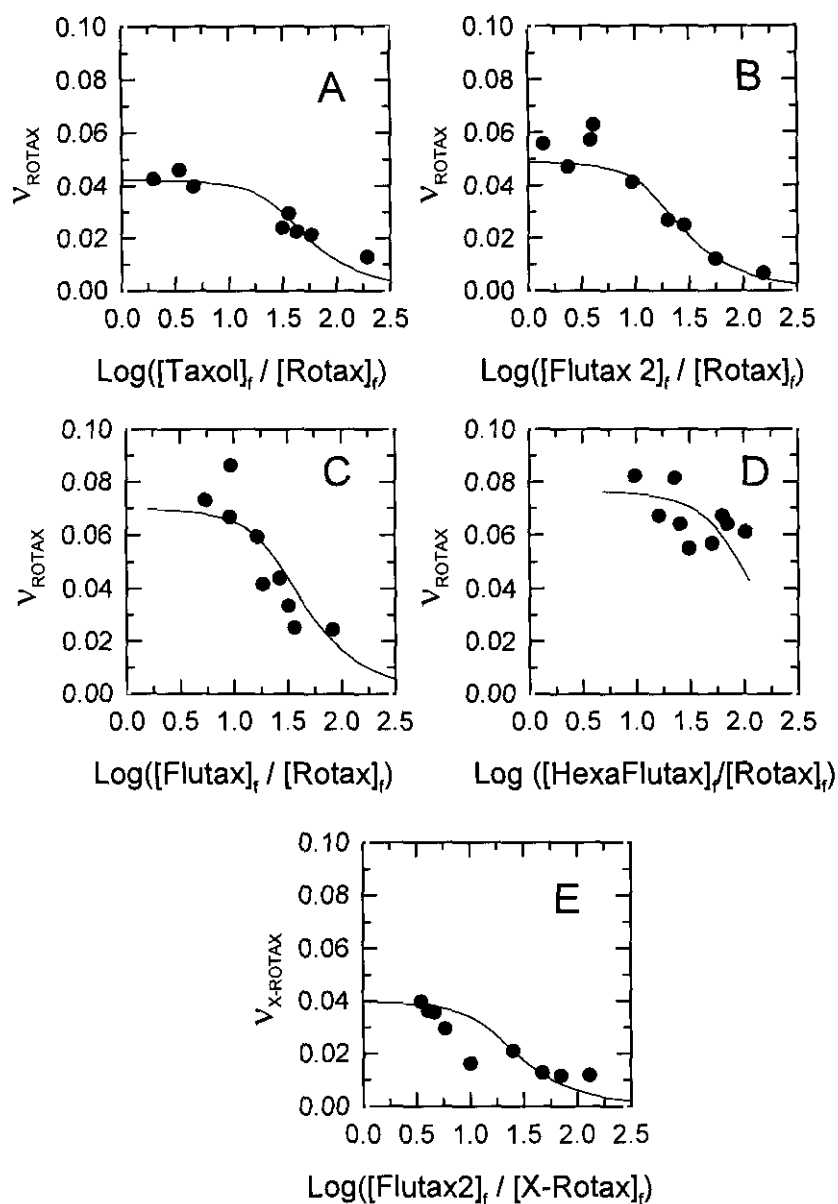 0.10
0.08
0.06
0.04
0.02
0.00
νROTAX
A
0.0 0.5 1.0 1.5 2.0 2.5
Log([Taxol]f / [Rotax]f)
0.10
0.08
0.06
0.04
0.02
0.00
νROTAX
B
0.0 0.5 1.0 1.5 2.0 2.5
Log([Flutax 2]f / [Rotax]f)
0.10
0.08
0.06
0.04
0.02
0.00
νROTAX
C
0.0 0.5 1.0 1.5 2.0 2.5
Log([Flutax]f / [Rotax]f)
0.10
0.08
0.06
0.04
0.02
0.00
νROTAX
D
0.0 0.5 1.0 1.5 2.0 2.5
Log ([HexaFlutax]f/[Rotax]f)
0.10
0.08
0.06
0.04
0.02
0.00
νX-ROTAX
E
0.0 0.5 1.0 1.5 2.0 2.5
Log([Flutax2]f / [X-Rotax]f)